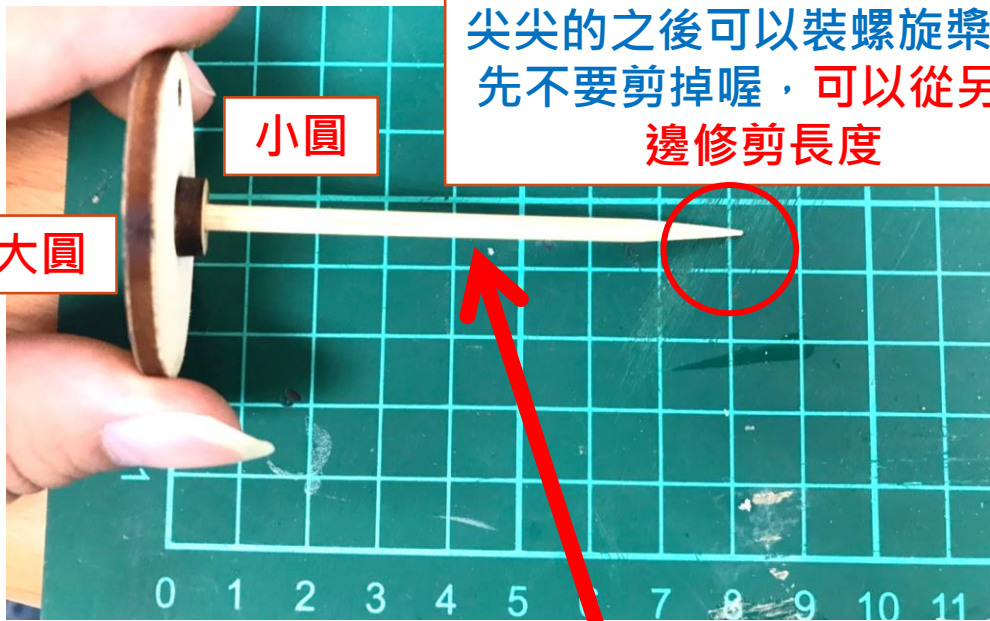 尖尖的之後可以裝螺旋槳
先不要剪掉喔，可以從另
邊修剪長度
小圓
大圓
1
0 1 2 3 4 5 6 7 8 9 10 11